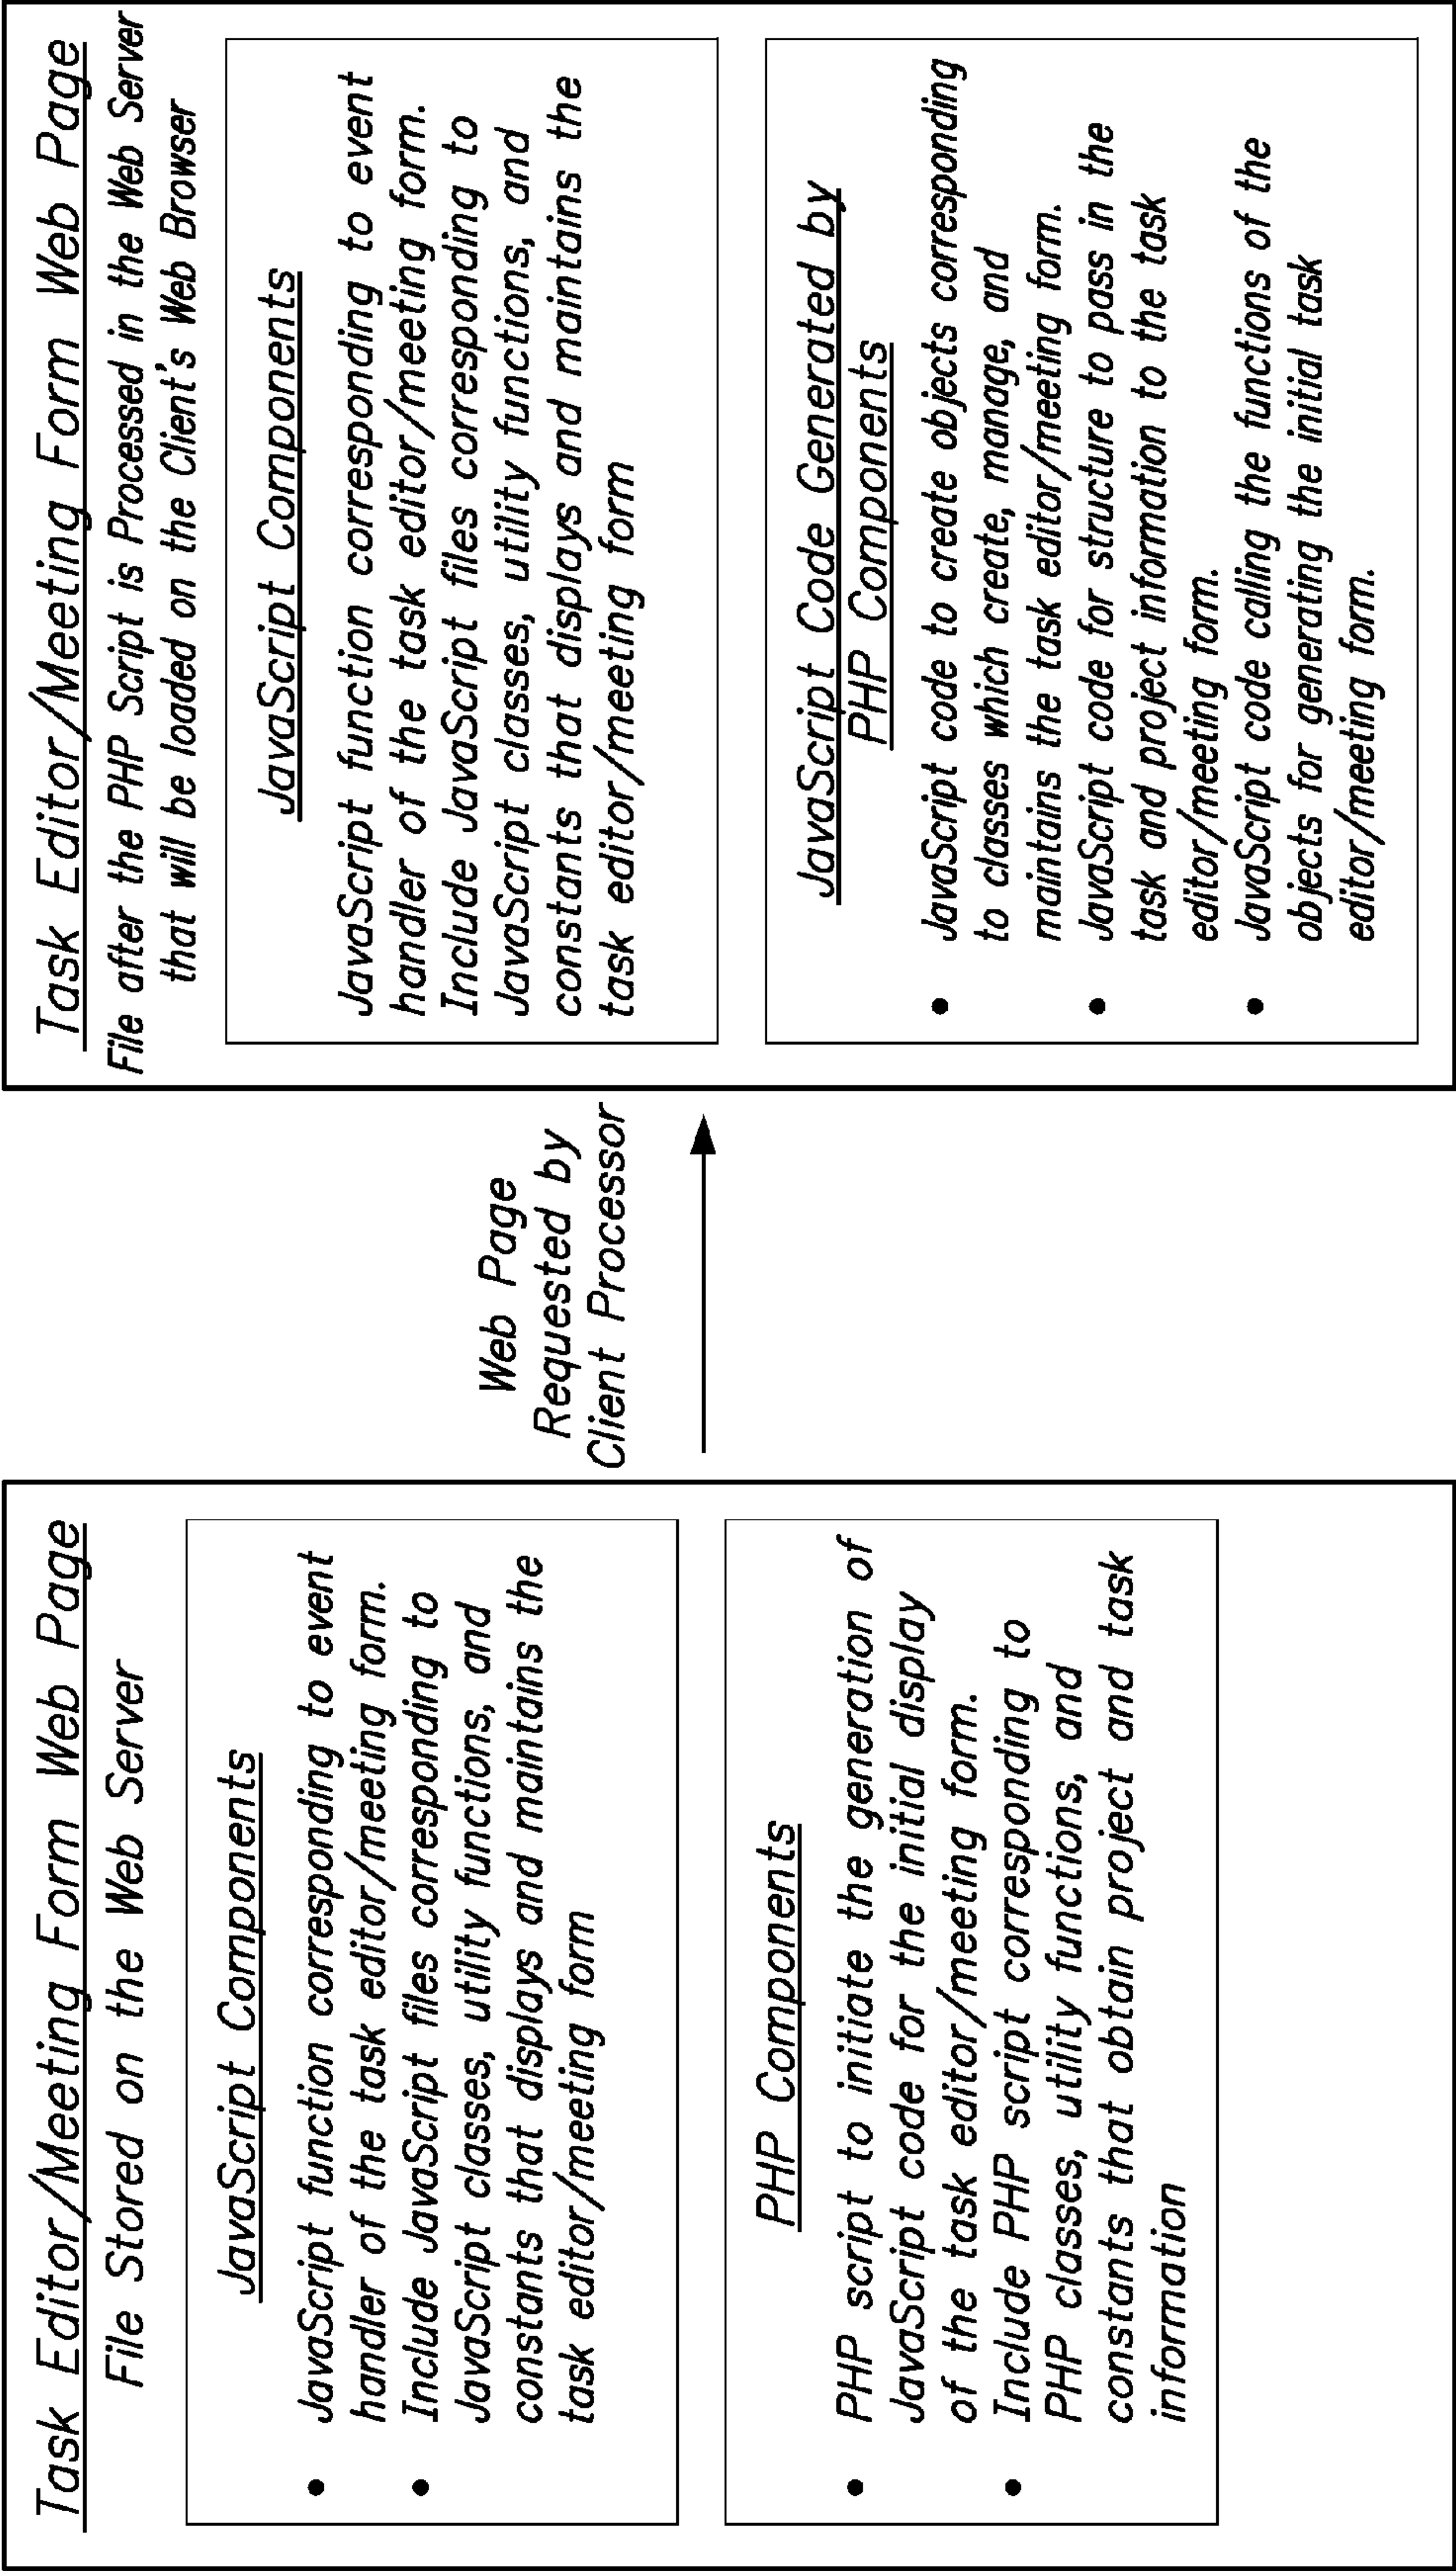 Task Editor/Meeting Form Web Page
File Stored on the Web Server
JavaScript Components
• JavaScript function corresponding to event
handler of the task editor/meeting form.
• Include JavaScript files corresponding to
JavaScript classes, utility functions, and
constants that displays and maintains the
task editor/meeting form
PHP Components
• PHP script to initiate the generation of
JavaScript code for the initial display
of the task editor/meeting form.
• Include PHP script corresponding to
PHP classes, utility functions, and
constants that obtain project and task
information
Web Page
Requested by
Client Processor
Task Editor/Meeting Form Web Page
File after the PHP Script is Processed in the Web Server
that will be loaded on the Client's Web Browser
JavaScript Components
JavaScript function corresponding to event
handler of the task editor/meeting form.
Include JavaScript files corresponding to
JavaScript classes, utility functions, and
constants that displays and maintains the
task editor/meeting form
JavaScript Code Generated by
PHP Components
• JavaScript code to create objects corresponding
to classes which create, manage, and
maintains the task editor/meeting form.
• JavaScript code for structure to pass in the
task and project information to the task
editor/meeting form.
• JavaScript code calling the functions of the
objects for generating the initial task
editor/meeting form.